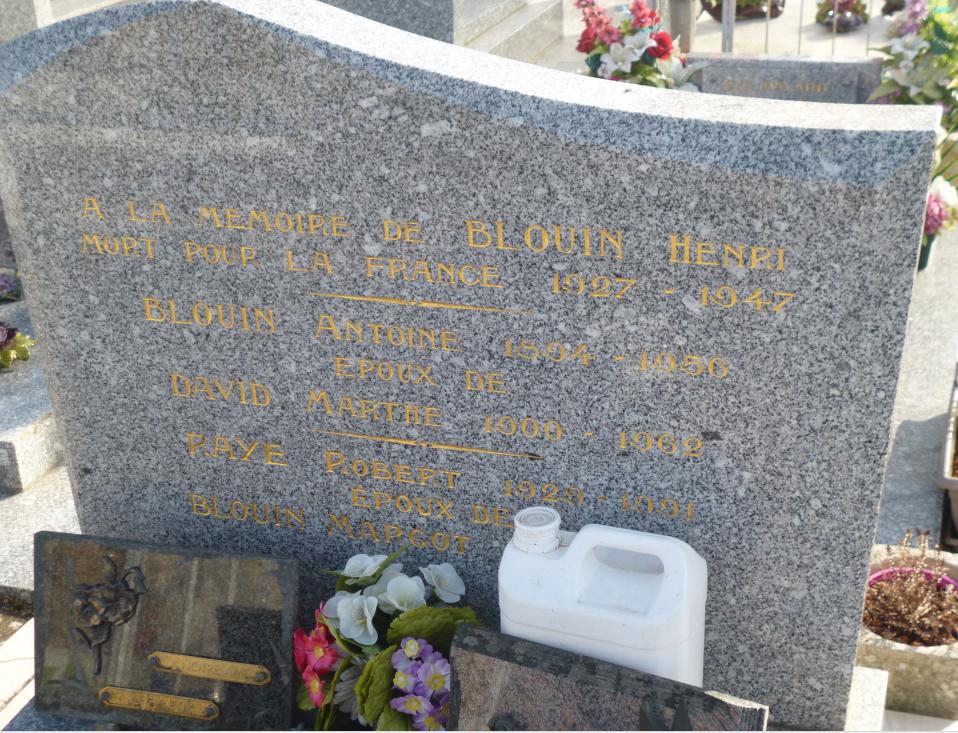 A LA MEMOIRE DE BLOUIN HENRI
MORT POUR LA FRANCE 1927 - 1947
BLOUIN ANTOINE 1894 - 1956
EPOUX DE
DAVID MARTHE 1900 - 1962
RAYE ROBERT 1929 - 1991
EPOUX DE
BLOUIN MARGOT